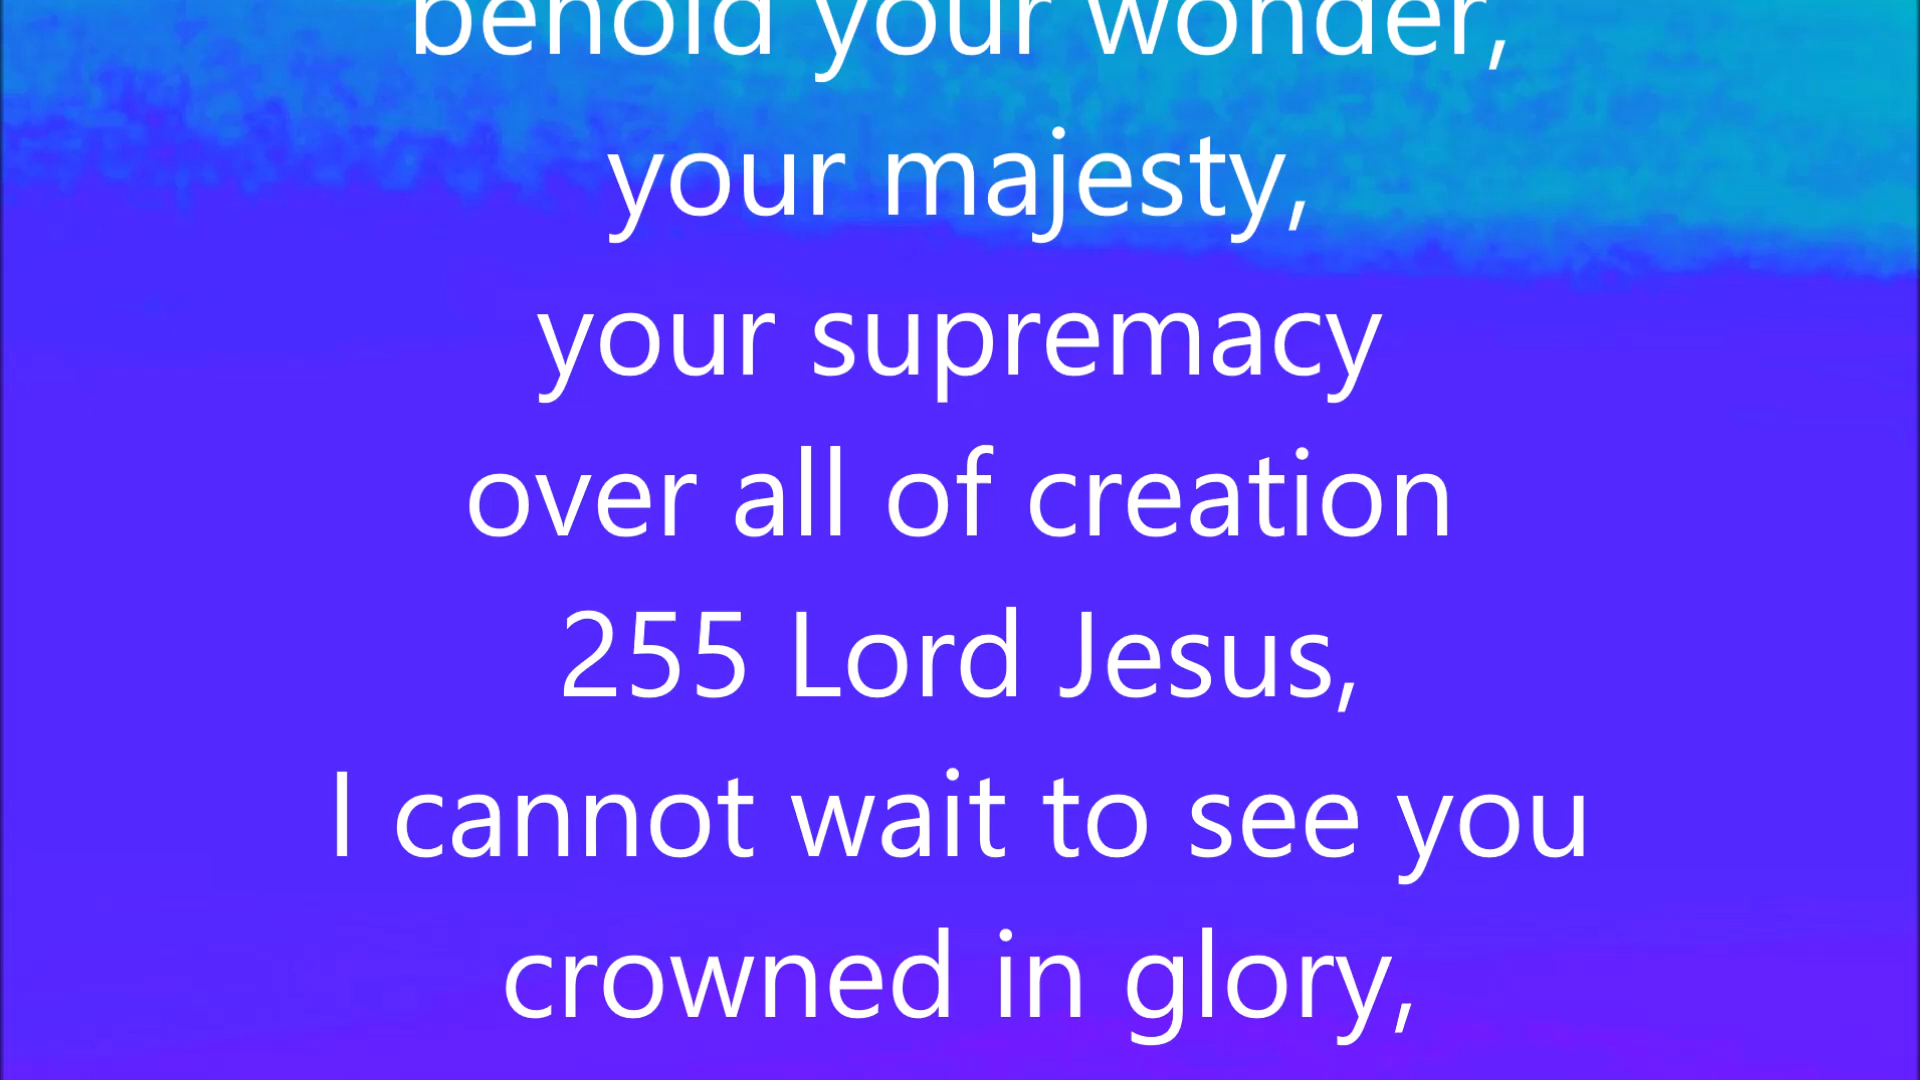 behold your wonder,
your majesty,
your supremacy
over all of creation
255 Lord Jesus,
I cannot wait to see you
crowned in glory,